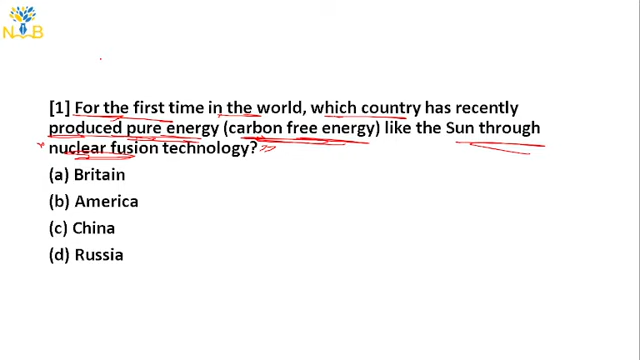 N B
[1] For the first time in the world, which country has recently
produced pure energy (carbon free energy) like the Sun through
nuclear fusion technology?
(a) Britain
(b) America
(c) China
(d) Russia